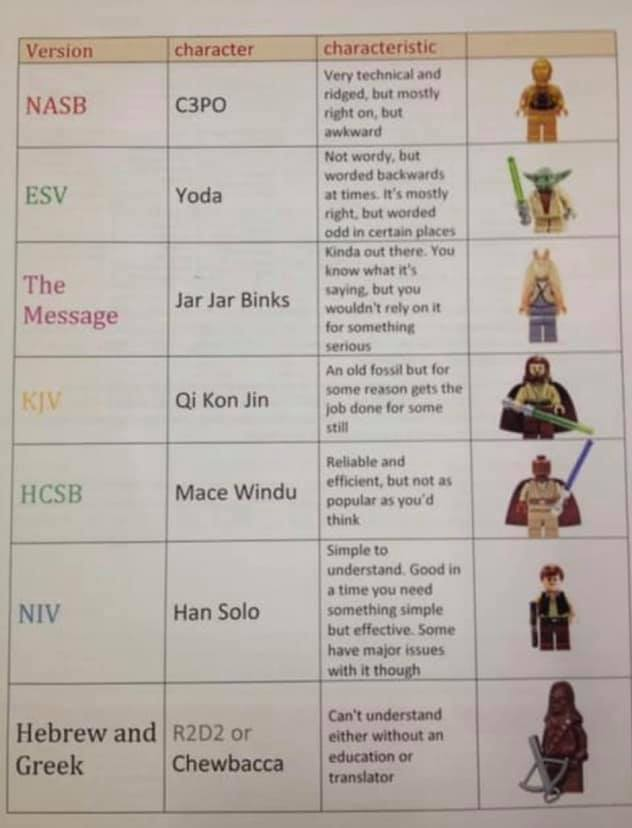 Version character characteristic
NASB C3PO Very technical and
ridged, but mostly
right on, but
awkward
ESV Yoda Not wordy, but
worded backwards
at times. It's mostly
right, but worded
odd in certain places
The
Message Jar Jar Binks Kinda out there. You
know what it's
saying, but you
wouldn't rely on it
for something
serious
KJV Qi Kon Jin An old fossil but for
some reason gets the
job done for some
still
HCSB Mace Windu Reliable and
efficient, but not as
popular as you'd
think
NIV Han Solo Simple to
understand. Good in
a time you need
something simple
but effective. Some
have major issues
with it though
Hebrew and
Greek R2D2 or
Chewbacca Can't understand
either without an
education or
translator